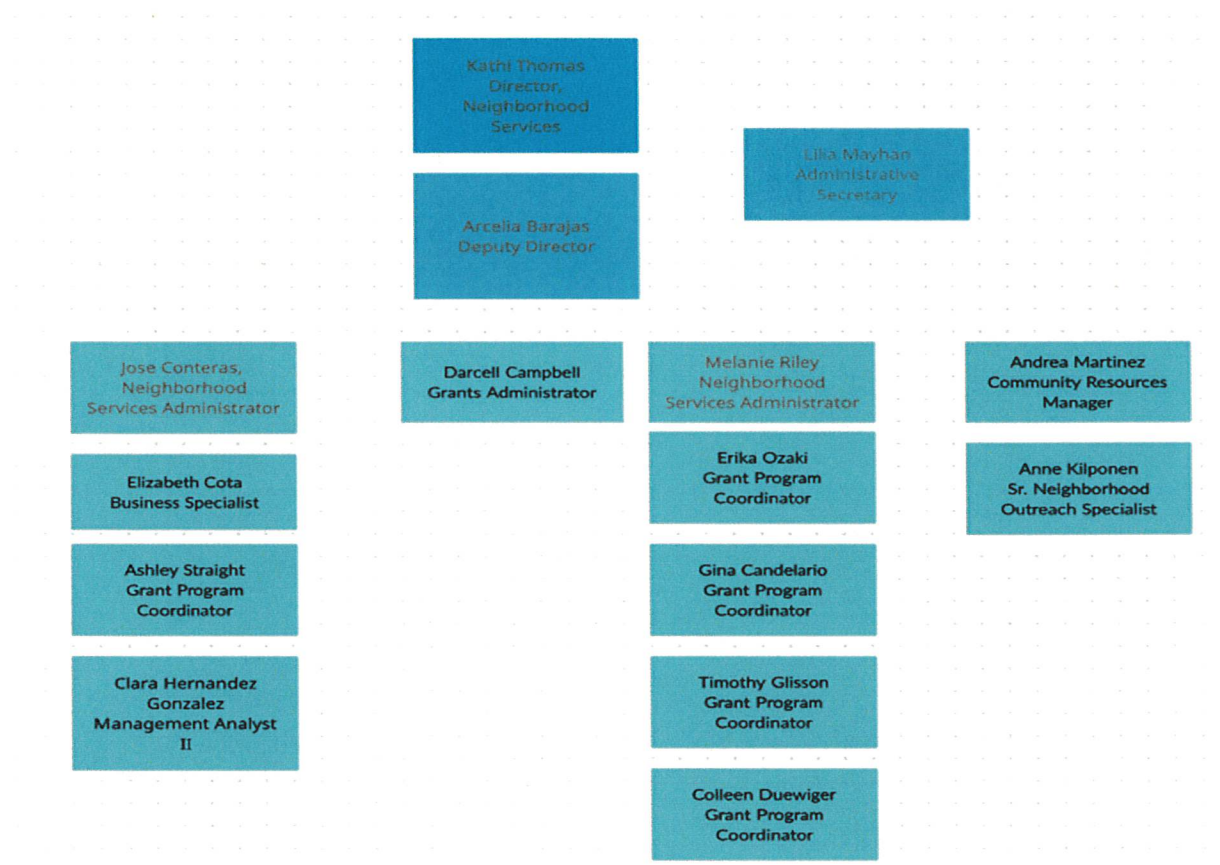 Kathi Thomas
Director,
Neighborhood
Services
Lilia Mayhan
Administrative
Secretary
Arcelia Barajas
Deputy Director
Jose Conteras,
Neighborhood
Services Administrator
Elizabeth Cota
Business Specialist
Ashley Straight
Grant Program
Coordinator
Clara Hernandez
Gonzalez
Management Analyst
II
Darcell Campbell
Grants Administrator
Melanie Riley
Neighborhood
Services Administrator
Erika Ozaki
Grant Program
Coordinator
Gina Candelario
Grant Program
Coordinator
Timothy Glisson
Grant Program
Coordinator
Colleen Duewiger
Grant Program
Coordinator
Andrea Martinez
Community Resources
Manager
Anne Kilponen
Sr. Neighborhood
Outreach Specialist